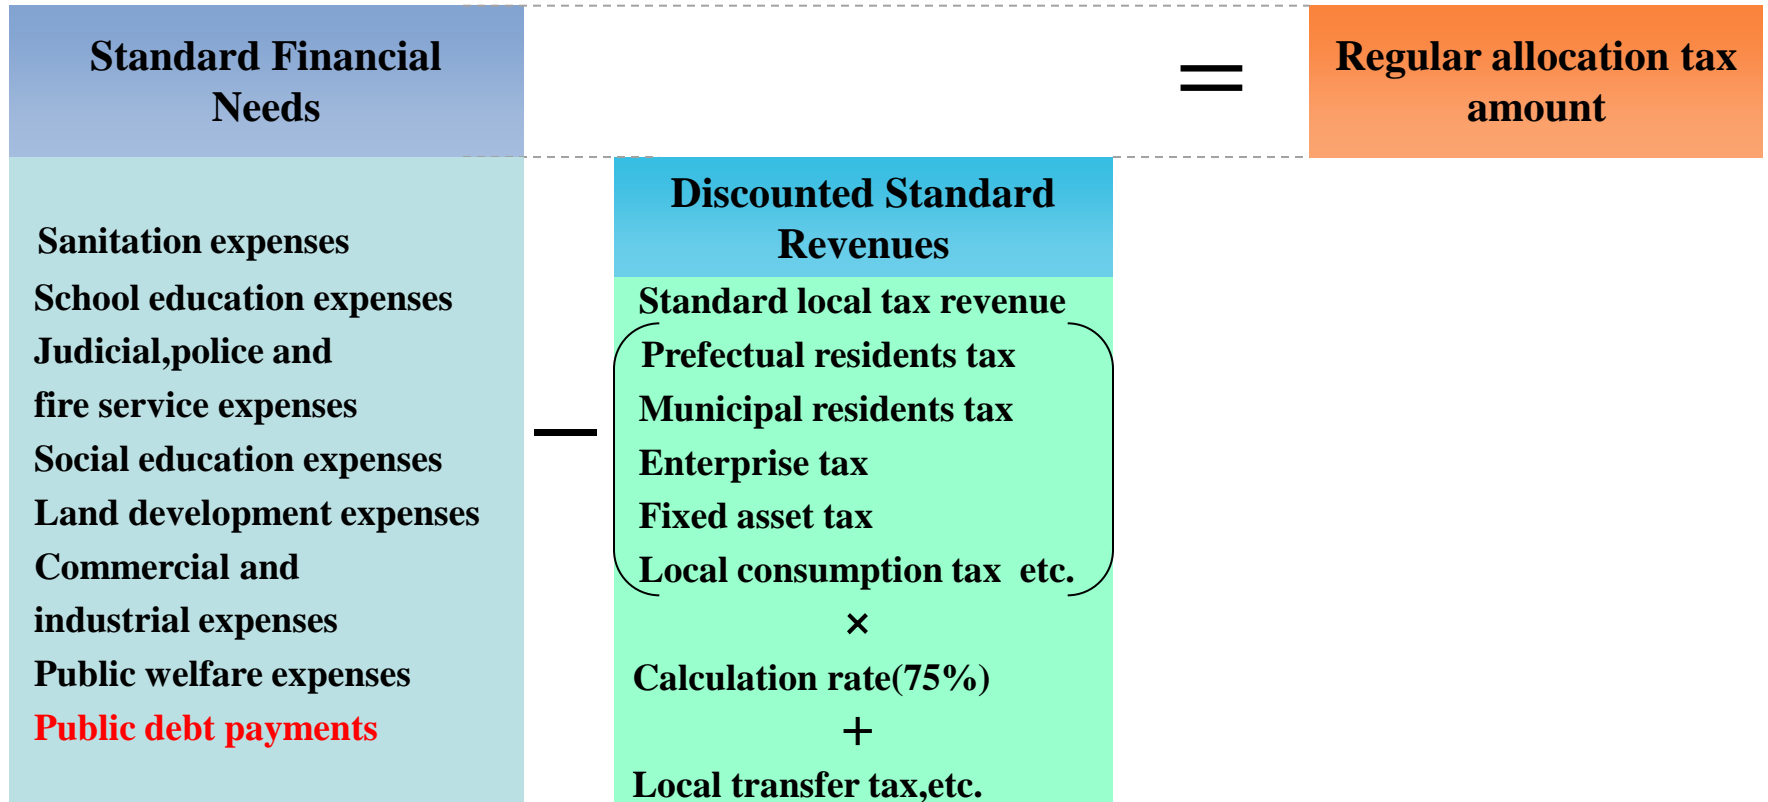 Standard Financial
Needs
Sanitation expenses
School education expenses
Judicial,police and
fire service expenses
Social education expenses
Land development expenses
Commercial and
industrial expenses
Public welfare expenses
Public debt payments
—
Discounted Standard
Revenues
Standard local tax revenue
Prefectual residents tax
Municipal residents tax
Enterprise tax
Fixed asset tax
Local consumption tax  etc.
×
Calculation rate(75%)
+
Local transfer tax,etc.
=
Regular allocation tax
amount